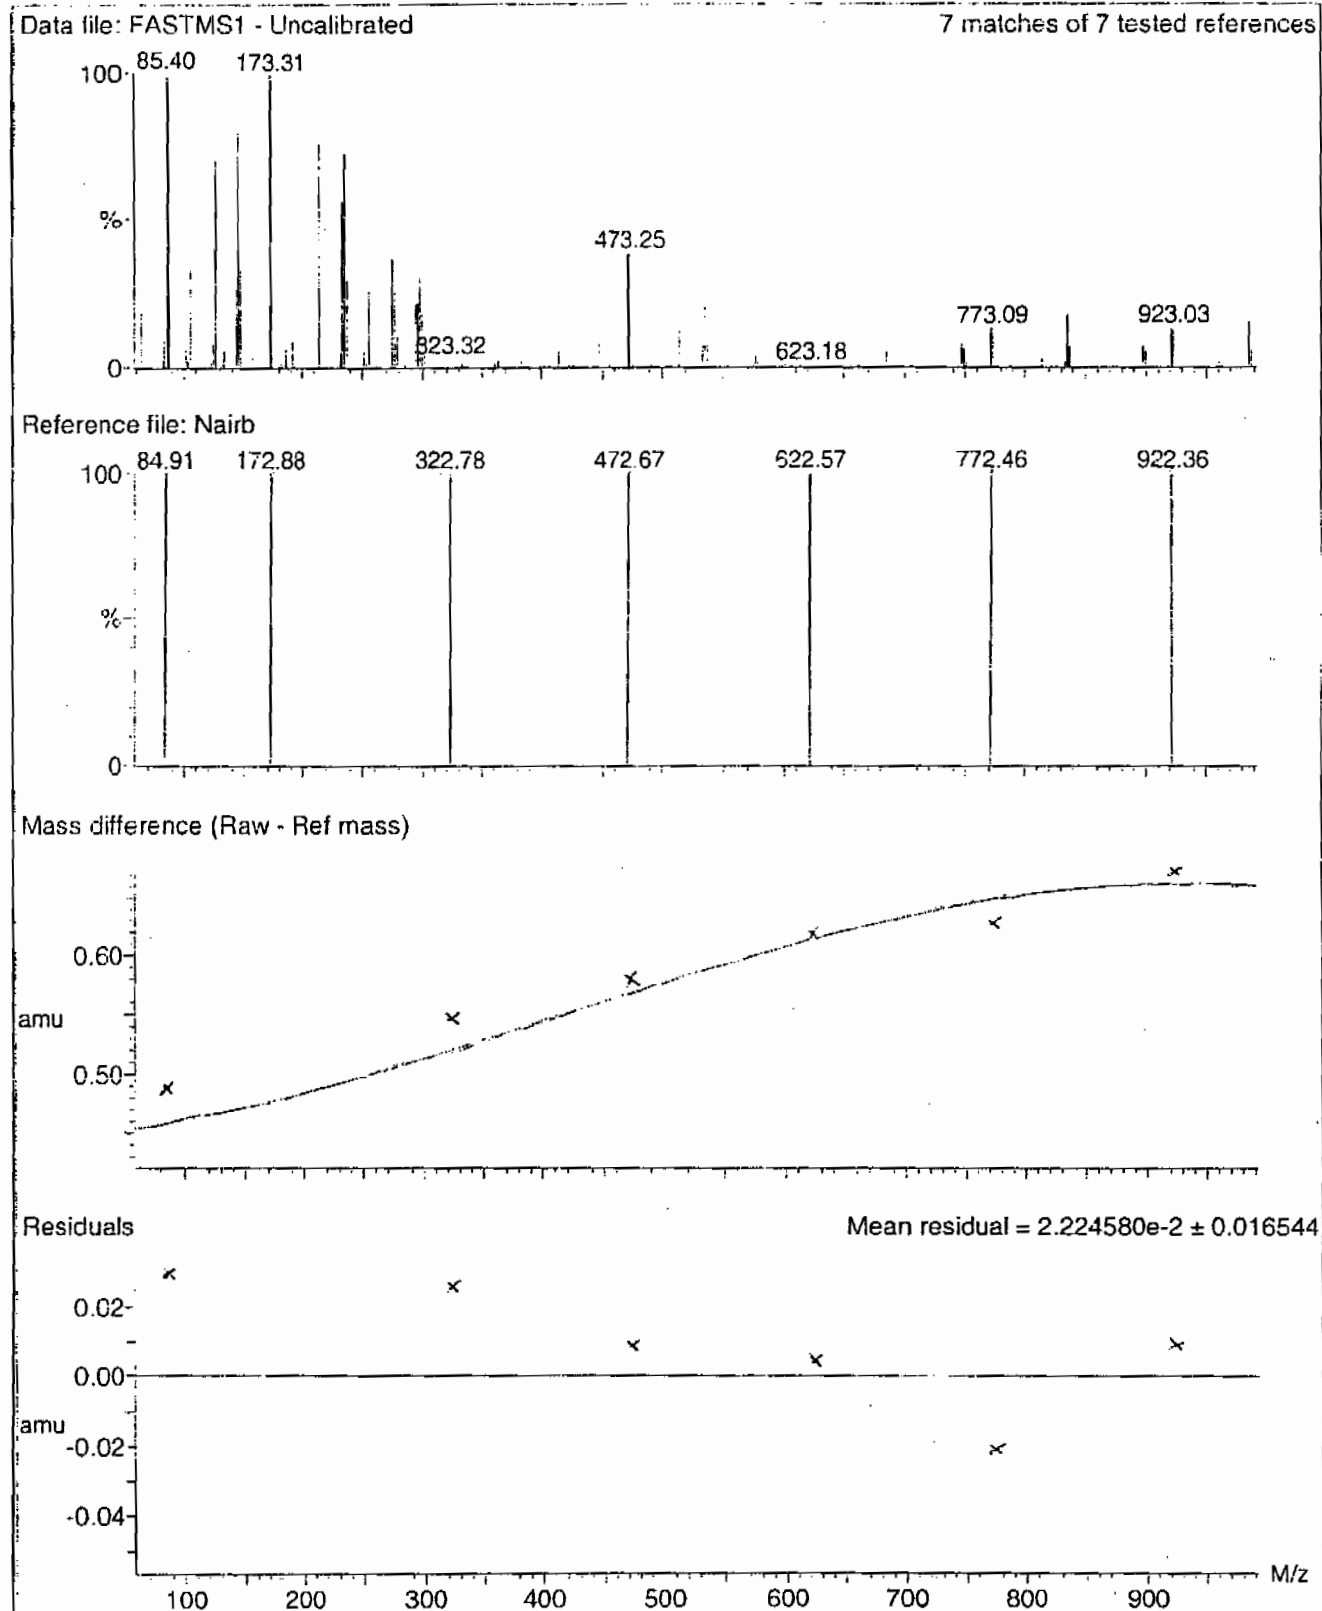 Data file: FASTMS1 - Uncalibrated 7 matches of 7 tested references
100 85.40 173.31
%
473.25
773.09 923.03
323.32 623.18
0
Reference file: Nairb
100 84.91 172.88 322.78 472.67 622.57 772.46 922.36
%
0
Mass difference (Raw - Ref mass)
0.60
amu
0.50
Residuals Mean residual = 2.224580e-2 ± 0.016544
0.02
0.00
amu
-0.02
-0.04
M/z
100 200 300 400 500 600 700 800 900